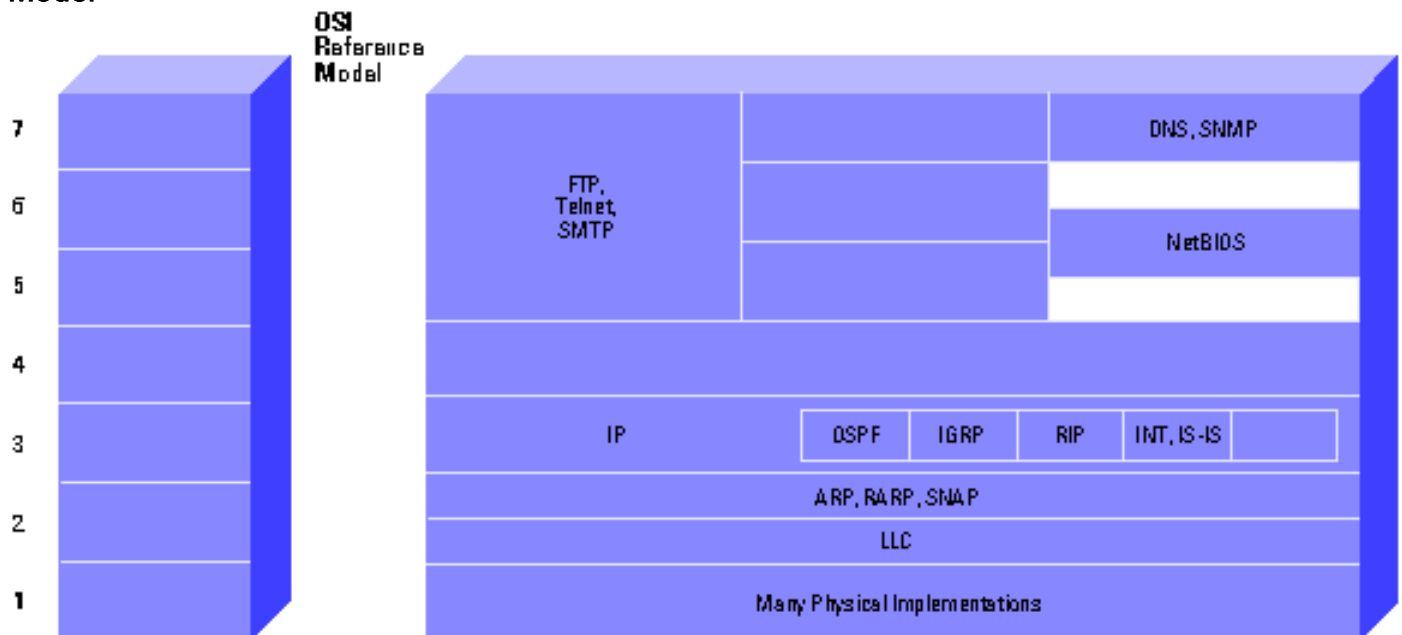 OSI
Reference
Model
7
DNS, SNMP
6
FTP,
Telnet,
SMTP
NetBIOS
5
4
3
IP
OSPF
IGRP
RIP
INT, IS-IS
ARP, RARP, SNAP
2
LLC
1
Many Physical Implementations